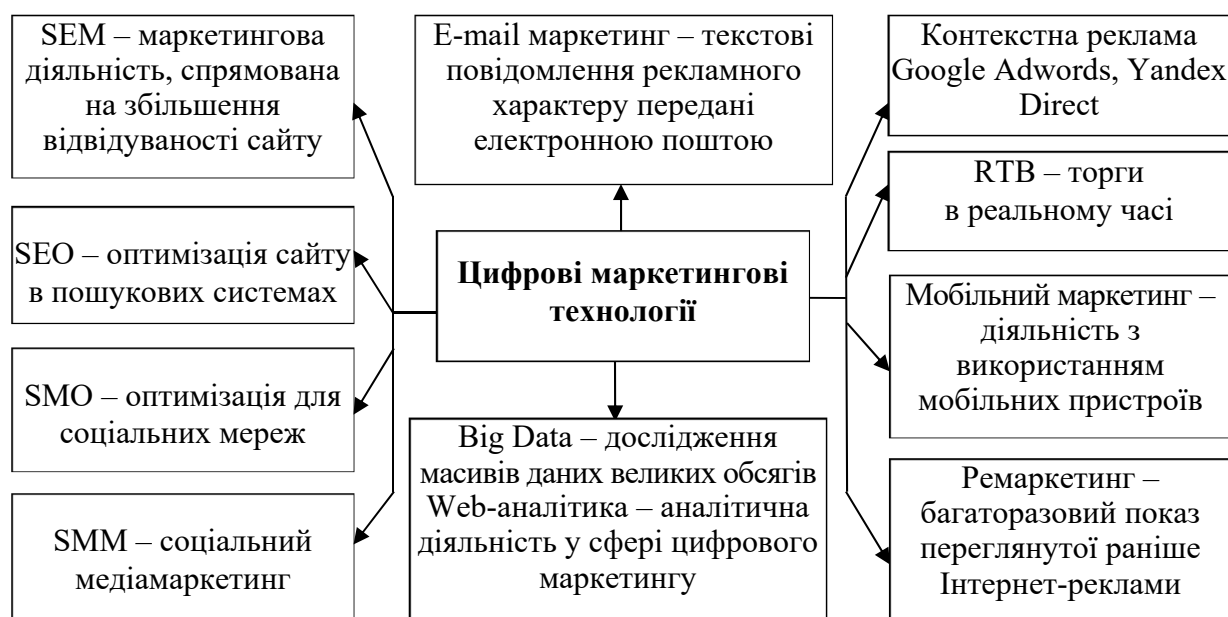 SEM – маркетингова
діяльність, спрямована
на збільшення
відвідуваності сайту
SEO – оптимізація сайту
в пошукових системах
SMO – оптимізація для
соціальних мереж
SMM – соціальний
медіамаркетинг
E-mail маркетинг – текстові
повідомлення рекламного
характеру передані
електронною поштою
Цифрові маркетингові
технології
Big Data – дослідження
масивів даних великих обсягів
Web-аналітика – аналітична
діяльність у сфері цифрового
маркетингу
Контекстна реклама
Google Adwords, Yandex
Direct
RTB – торги
в реальному часі
Мобільний маркетинг –
діяльність з
використанням
мобільних пристроїв
Ремаркетинг –
багаторазовий показ
переглянутої раніше
Інтернет-реклами